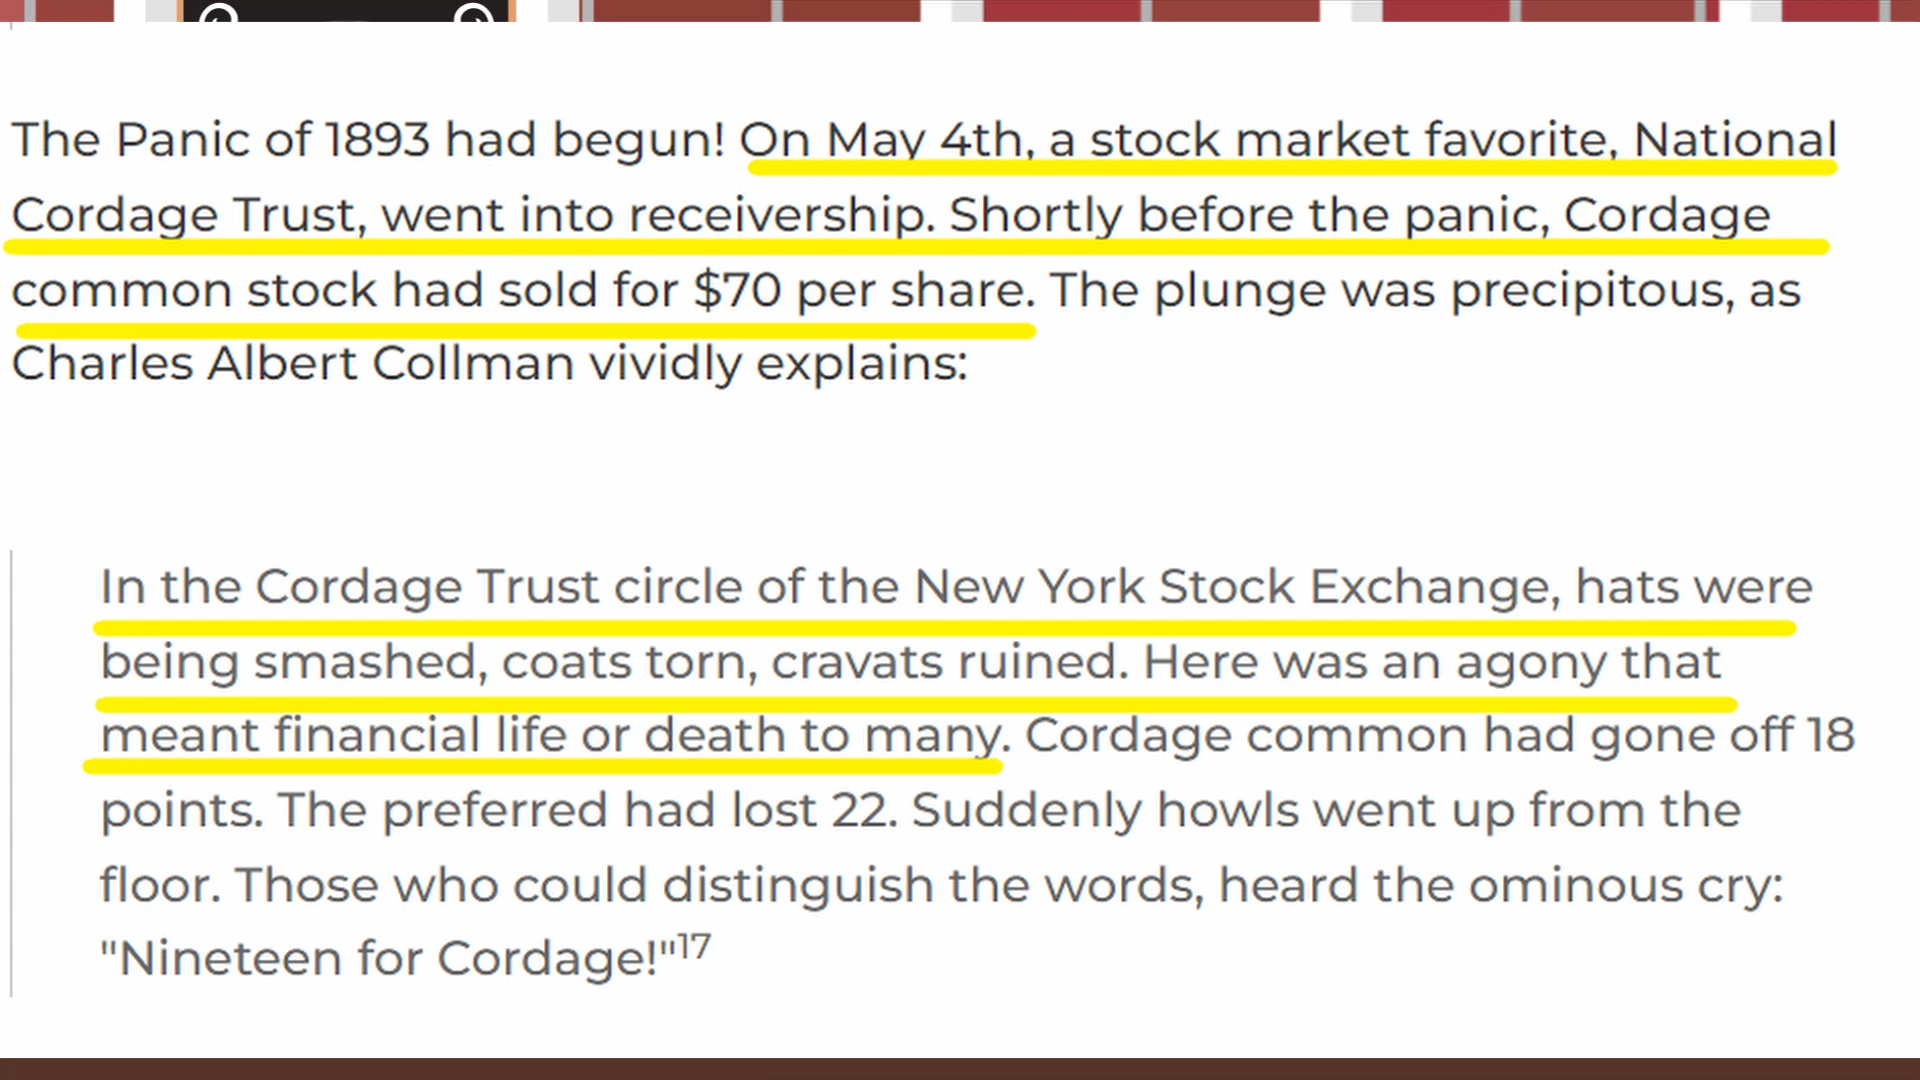 The Panic of 1893 had begun! On May 4th, a stock market favorite, National
Cordage Trust, went into receivership. Shortly before the panic, Cordage
common stock had sold for $70 per share. The plunge was precipitous, as
Charles Albert Collman vividly explains:
In the Cordage Trust circle of the New York Stock Exchange, hats were
being smashed, coats torn, cravats ruined. Here was an agony that
meant financial life or death to many. Cordage common had gone off 18
points. The preferred had lost 22. Suddenly howls went up from the
floor. Those who could distinguish the words, heard the ominous cry:
"Nineteen for Cordage!"17